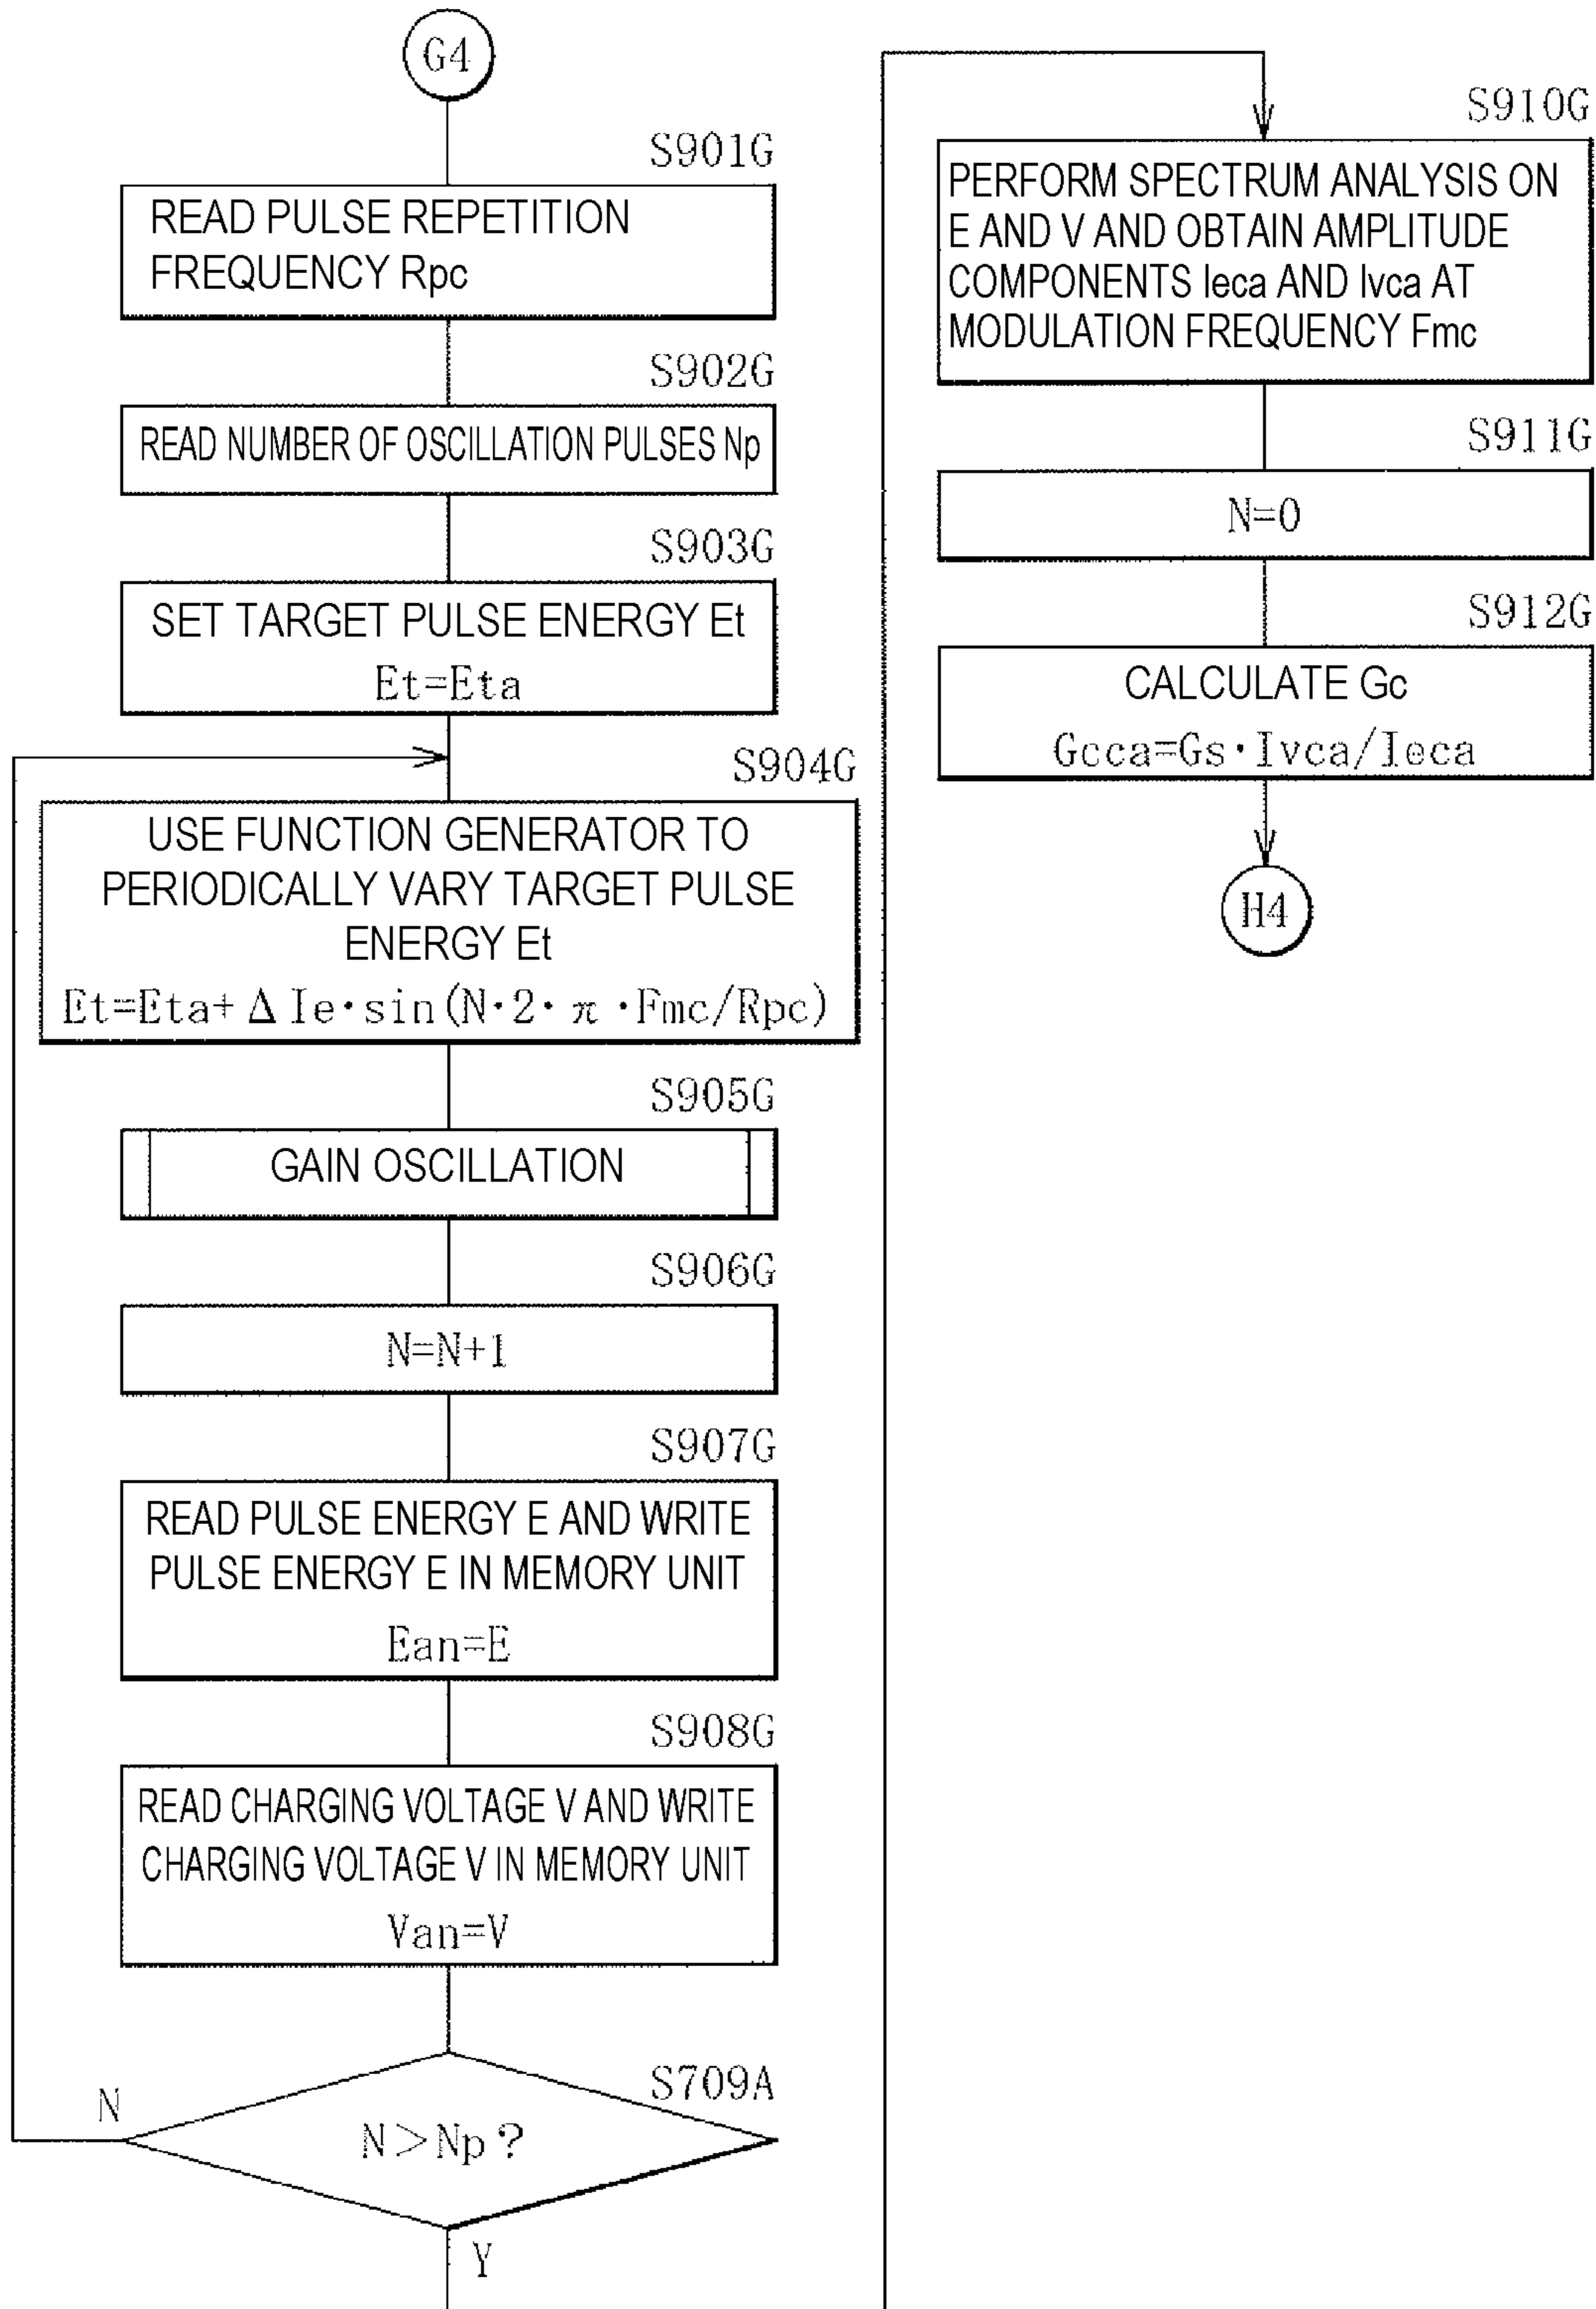 G4
S901G
READ PULSE REPETITION
FREQUENCY Rpc
S902G
READ NUMBER OF OSCILLATION PULSES Np
S903G
SET TARGET PULSE ENERGY Et
Et=Eta
S904G
USE FUNCTION GENERATOR TO
PERIODICALLY VARY TARGET PULSE
ENERGY Et
Et=Eta+ΔIe·sin(N·2·π·Fmc/Rpc)
S905G
GAIN OSCILLATION
S906G
N=N+1
S907G
READ PULSE ENERGY E AND WRITE
PULSE ENERGY E IN MEMORY UNIT
Ean=E
S908G
READ CHARGING VOLTAGE V AND WRITE
CHARGING VOLTAGE V IN MEMORY UNIT
Van=V
S709A
N
N>Np?
Y
S910G
PERFORM SPECTRUM ANALYSIS ON
E AND V AND OBTAIN AMPLITUDE
COMPONENTS Ieca AND Ivca AT
MODULATION FREQUENCY Fmc
S911G
N=0
S912G
CALCULATE Gc
Gcca=Gs·Ivca/Ieca
H4